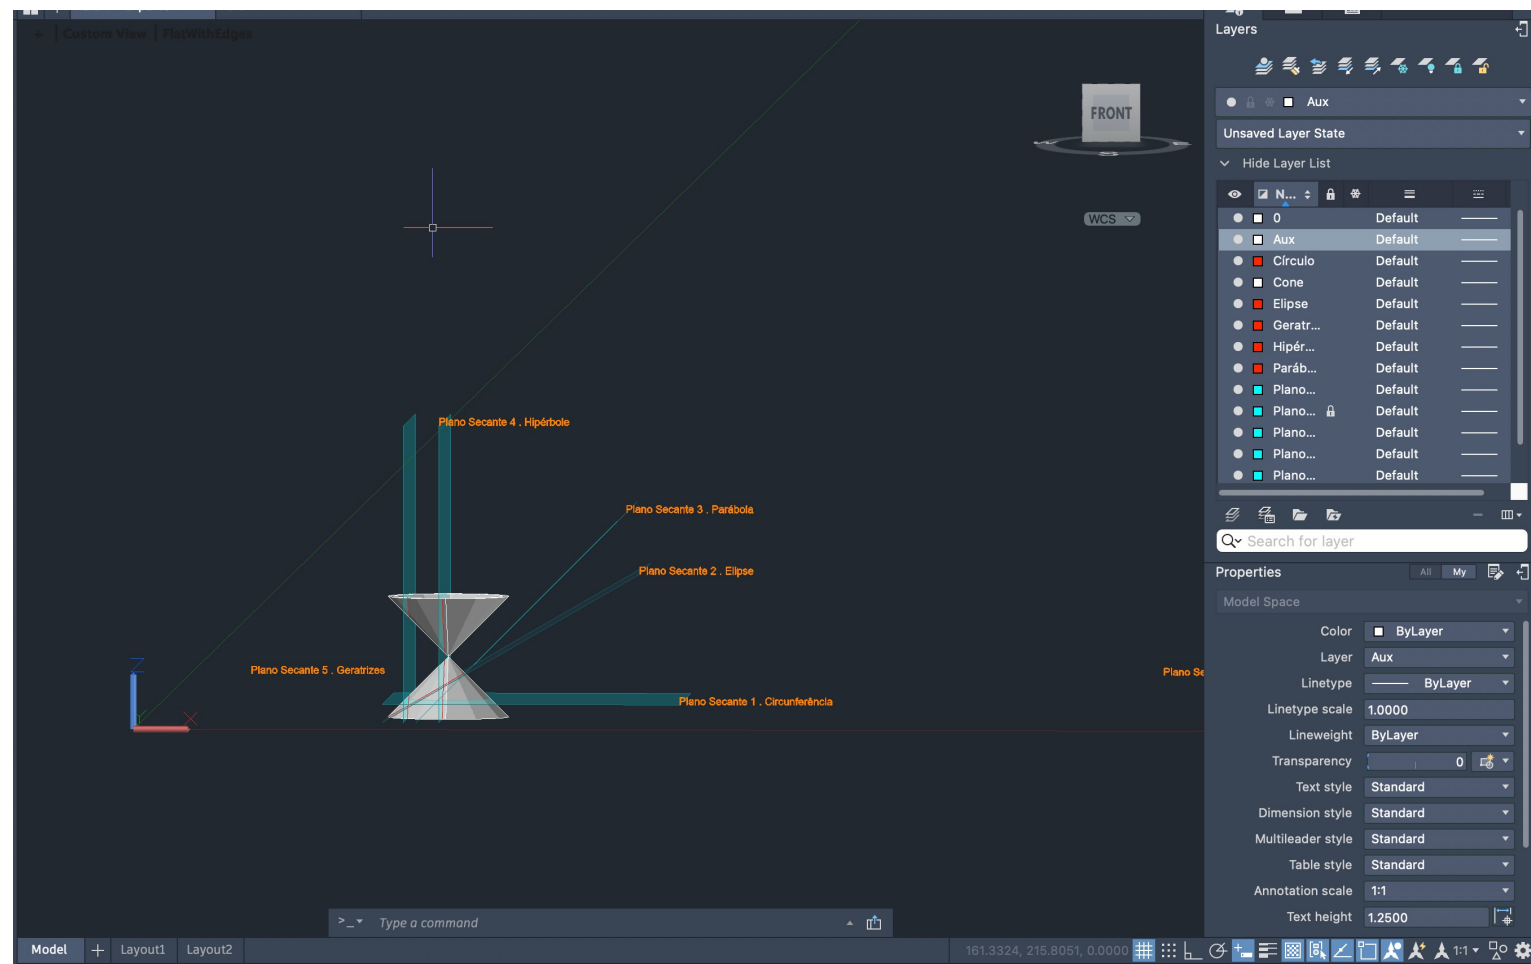 + | Custom View | FlatWithEdges
FRONT
WCS
Plano Secante 4 . Hipérbole
Plano Secante 3 . Parábola
Plano Secante 2 . Elipse
Plano Secante 5 . Geratrizes
Plano Se
Plano Secante 1 . Circunferência
Z
Y
X
>_ Type a command
Model + Layout1 Layout2
161.3324, 215.8051, 0.0000
1:1
Layers
Aux
Unsaved Layer State
Hide Layer List
N...
0 Default
Aux Default
Círculo Default
Cone Default
Elipse Default
Geratr... Default
Hipér... Default
Paráb... Default
Plano... Default
Plano... Default
Plano... Default
Plano... Default
Plano... Default
Search for layer
Properties All My
Model Space
Color ByLayer
Layer Aux
Linetype ByLayer
Linetype scale 1.0000
Lineweight ByLayer
Transparency 0
Text style Standard
Dimension style Standard
Multileader style Standard
Table style Standard
Annotation scale 1:1
Text height 1.2500